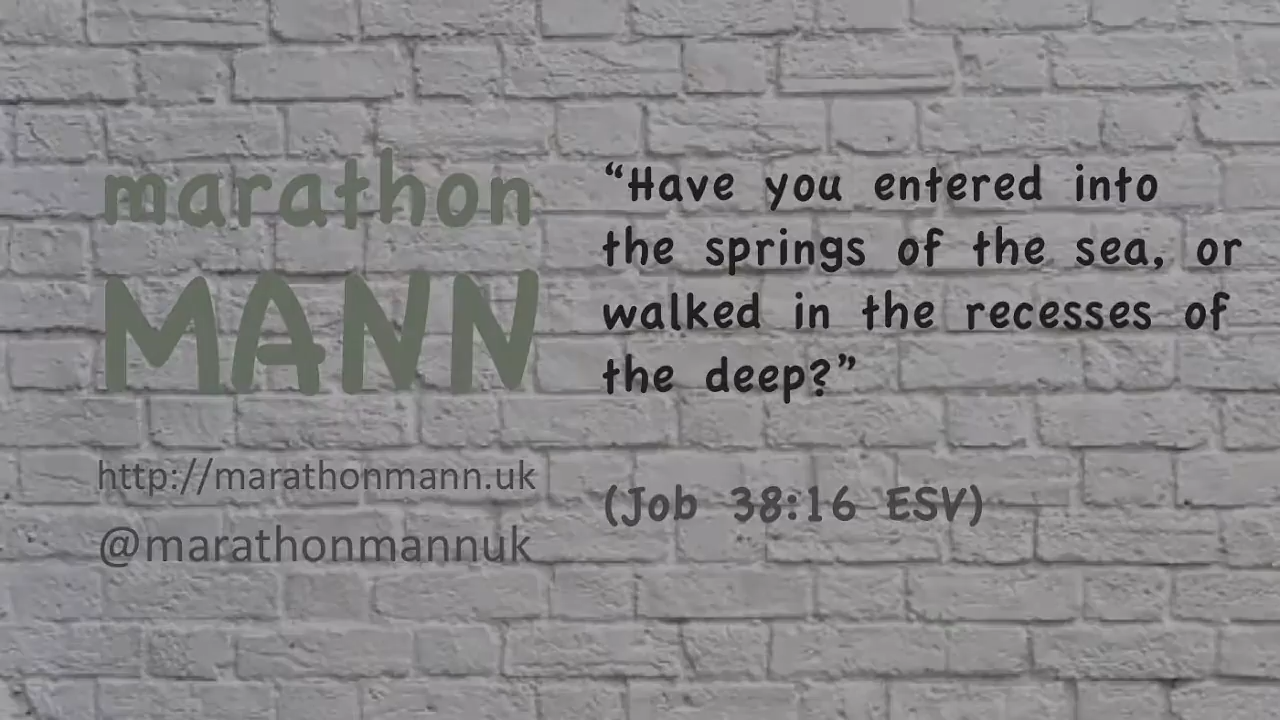 marathon
MANN
http://marathonmann.uk
@marathonmannuk
“Have you entered into
the springs of the sea, or
walked in the recesses of
the deep?”
(Job 38:16 ESV)